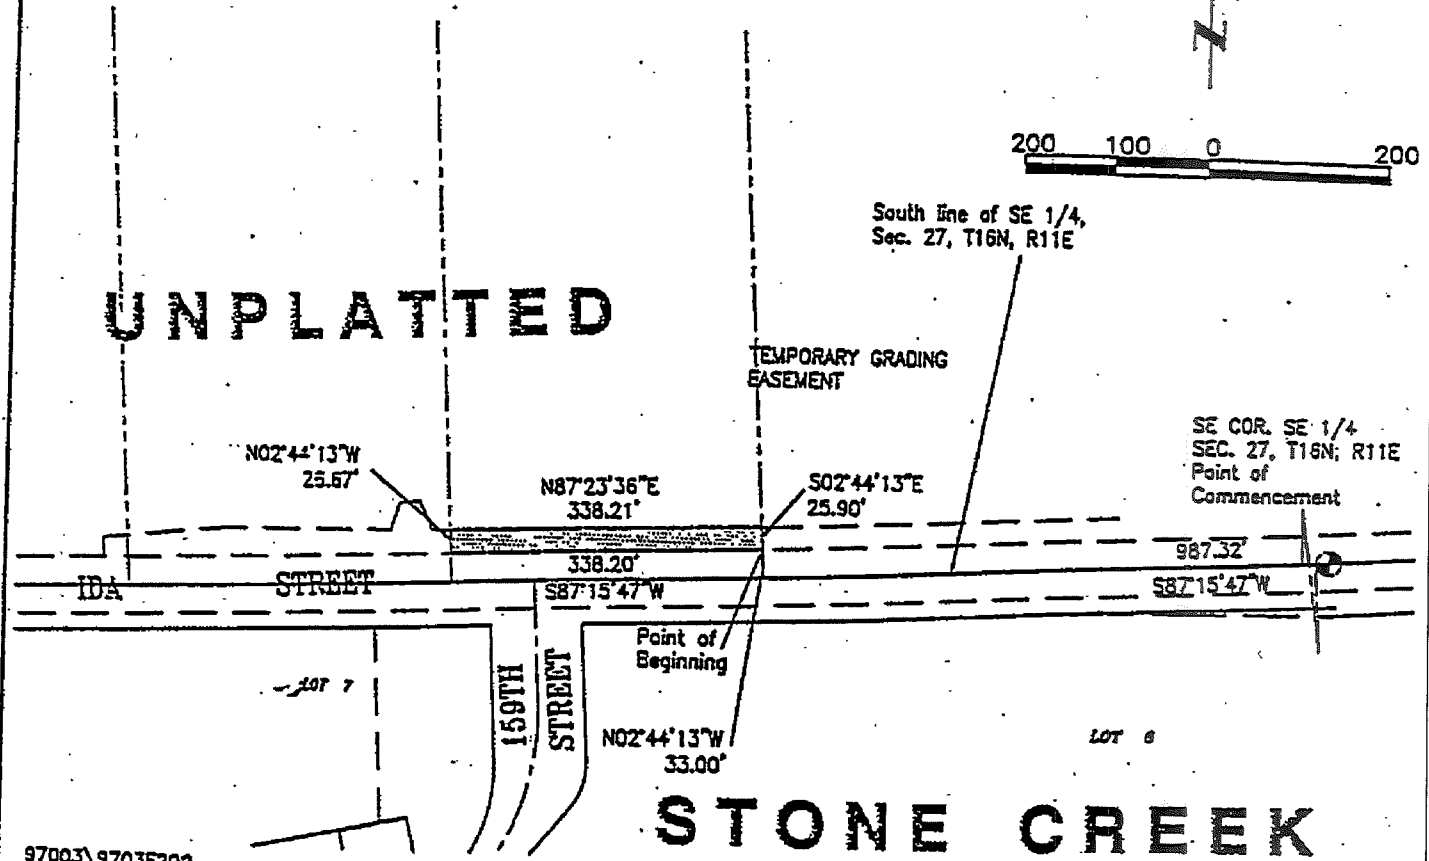 N
200 100 0 200
South line of SE 1/4,
Sec. 27, T16N, R11E
UNPLATTED
TEMPORARY GRADING
EASEMENT
SE COR. SE 1/4
SEC. 27, T16N; R11E
Point of
Commencement
N02°44'13"W
25.67'
N87°23'36"E
338.21'
S02°44'13"E
25.90'
338.20'
S87°15'47"W
987.32'
S87°15'47"W
IDA STREET
Point of
Beginning
159TH
STREET
LOT 7
N02°44'13"W
33.00'
LOT 6
STONE CREEK